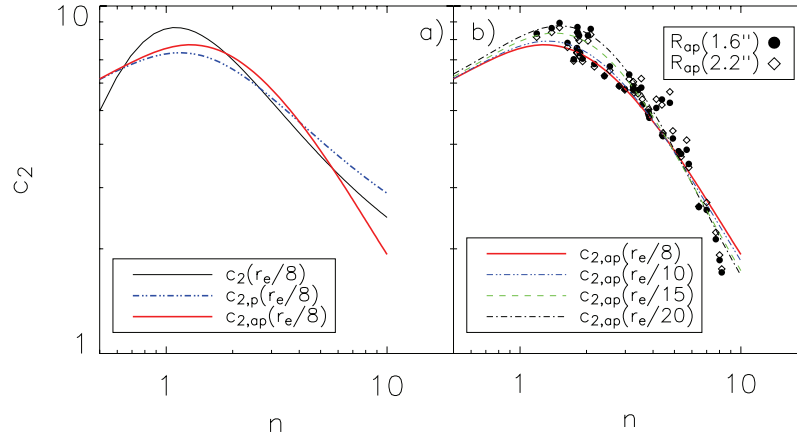 10
a)
b)
R_ap(1.6")
R_ap(2.2")
c_2
c_2(r_e/8)
c_2,p(r_e/8)
c_2,ap(r_e/8)
c_2,ap(r_e/8)
c_2,ap(r_e/10)
c_2,ap(r_e/15)
c_2,ap(r_e/20)
1
1
10
1
10
n
n